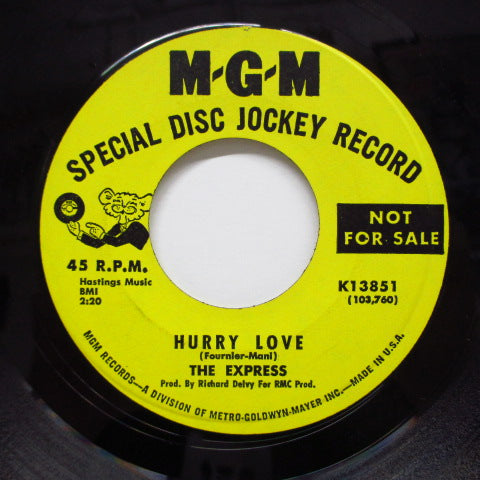 M-G-M
SPECIAL DISC JOCKEY RECORD
NOT
FOR SALE
45 R.P.M.
Hastings Music
BMI
2:20
K13851
(103,760)
HURRY LOVE
(Fournier-Mani)
THE EXPRESS
Prod. By Richard Delvy For RMC Prod.
MGM RECORDS—A DIVISION OF METRO-GOLDWYN-MAYER INC.—MADE IN U.S.A.